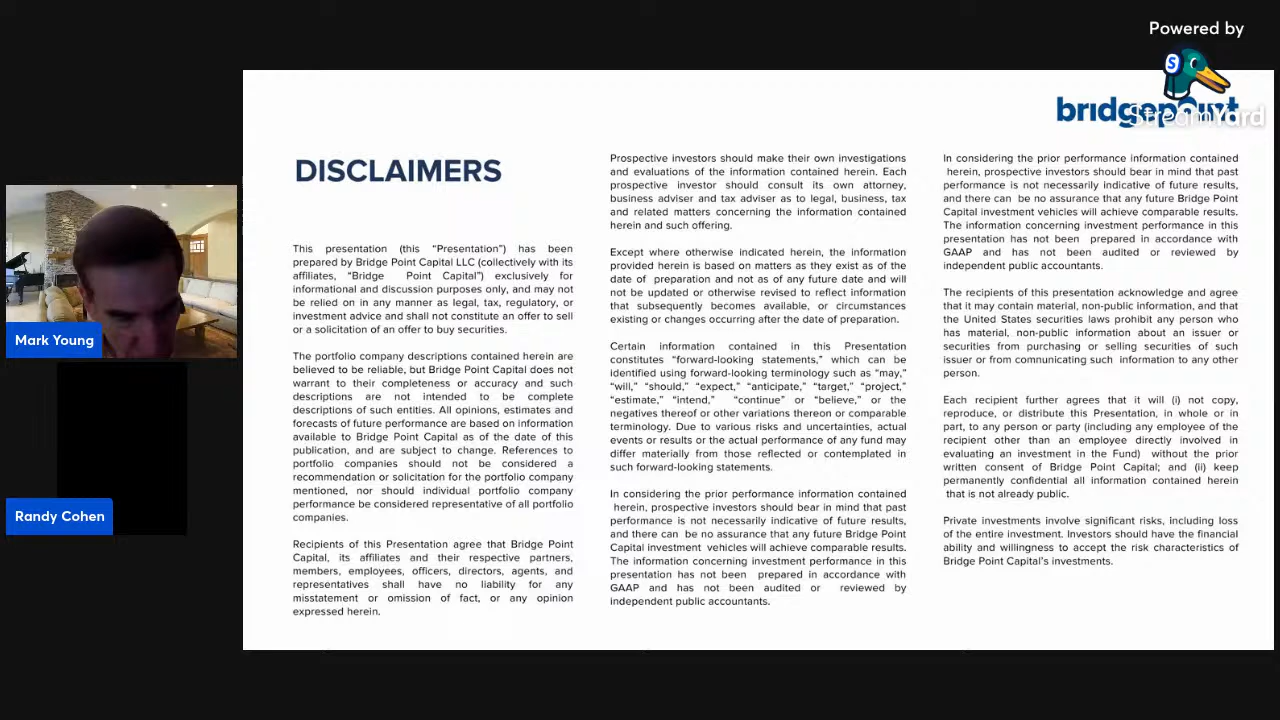 Powered by
S
StreamYard
bridgepoint
DISCLAIMERS
This presentation (this “Presentation”) has been
prepared by Bridge Point Capital LLC (collectively with its
affiliates, “Bridge Point Capital”) exclusively for
informational and discussion purposes only, and may not
be relied on in any manner as legal, tax, regulatory, or
investment advice and shall not constitute an offer to sell
or a solicitation of an offer to buy securities.
The portfolio company descriptions contained herein are
believed to be reliable, but Bridge Point Capital does not
warrant to their completeness or accuracy and such
descriptions are not intended to be complete
descriptions of such entities. All opinions, estimates and
forecasts of future performance are based on information
available to Bridge Point Capital as of the date of this
publication, and are subject to change. References to
portfolio companies should not be considered a
recommendation or solicitation for the portfolio company
mentioned, nor should individual portfolio company
performance be considered representative of all portfolio
companies.
Recipients of this Presentation agree that Bridge Point
Capital, its affiliates and their respective partners,
members, employees, officers, directors, agents, and
representatives shall have no liability for any
misstatement or omission of fact, or any opinion
expressed herein.
Prospective investors should make their own investigations
and evaluations of the information contained herein. Each
prospective investor should consult its own attorney,
business adviser and tax adviser as to legal, business, tax
and related matters concerning the information contained
herein and such offering.
Except where otherwise indicated herein, the information
provided herein is based on matters as they exist as of the
date of preparation and not as of any future date and will
not be updated or otherwise revised to reflect information
that subsequently becomes available, or circumstances
existing or changes occurring after the date of preparation.
Certain information contained in this Presentation
constitutes “forward-looking statements,” which can be
identified using forward-looking terminology such as “may,”
“will,” “should,” “expect,” “anticipate,” “target,” “project,”
“estimate,” “intend,” “continue” or “believe,” or the
negatives thereof or other variations thereon or comparable
terminology. Due to various risks and uncertainties, actual
events or results or the actual performance of any fund may
differ materially from those reflected or contemplated in
such forward-looking statements.
In considering the prior performance information contained
herein, prospective investors should bear in mind that past
performance is not necessarily indicative of future results,
and there can be no assurance that any future Bridge Point
Capital investment vehicles will achieve comparable results.
The information concerning investment performance in this
presentation has not been prepared in accordance with
GAAP and has not been audited or reviewed by
independent public accountants.
In considering the prior performance information contained
herein, prospective investors should bear in mind that past
performance is not necessarily indicative of future results,
and there can be no assurance that any future Bridge Point
Capital investment vehicles will achieve comparable results.
The information concerning investment performance in this
presentation has not been prepared in accordance with
GAAP and has not been audited or reviewed by
independent public accountants.
The recipients of this presentation acknowledge and agree
that it may contain material, non-public information, and that
the United States securities laws prohibit any person who
has material, non-public information about an issuer or
securities from purchasing or selling securities of such
issuer or from comnunicating such information to any other
person.
Each recipient further agrees that it will (i) not copy,
reproduce, or distribute this Presentation, in whole or in
part, to any person or party (including any employee of the
recipient other than an employee directly involved in
evaluating an investment in the Fund) without the prior
written consent of Bridge Point Capital; and (ii) keep
permanently confidential all information contained herein
that is not already public.
Private investments involve significant risks, including loss
of the entire investment. Investors should have the financial
ability and willingness to accept the risk characteristics of
Bridge Point Capital’s investments.
Mark Young
Randy Cohen